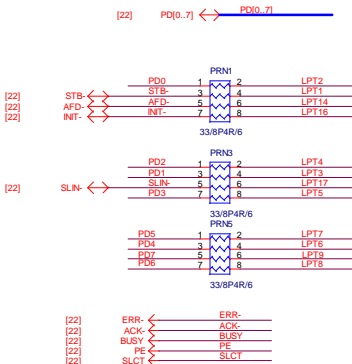 [22] PD[0..7] PD[0..7]
PRN1
PD0 1 2 LPT2
[22] STB- STB- 3 4 LPT1
[22] AFD- AFD- 5 6 LPT14
[22] INIT- INIT- 7 8 LPT16
33/8P4R/6
PRN3
PD2 1 2 LPT4
PD1 3 4 LPT3
[22] SLIN- SLIN- 5 6 LPT17
PD3 7 8 LPT5
33/8P4R/6
PRN5
PD5 1 2 LPT7
PD4 3 4 LPT6
PD7 5 6 LPT9
PD6 7 8 LPT8
33/8P4R/6
[22] ERR- ERR-
[22] ACK- ACK-
[22] BUSY BUSY
[22] PE PE
[22] SLCT SLCT